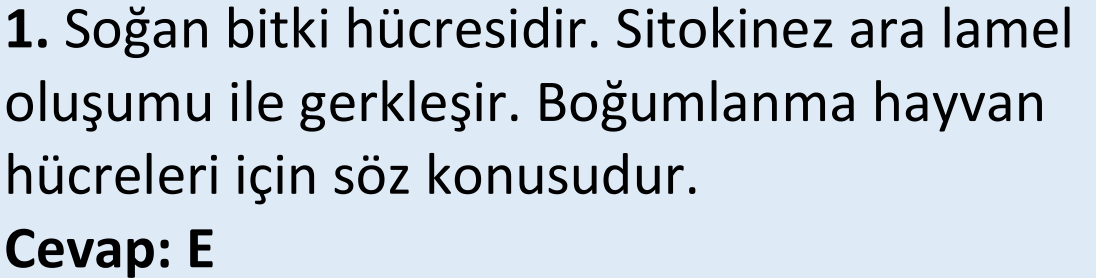 1. Soğan bitki hücresidir. Sitokinez ara lamel
oluşumu ile gerkleşir. Boğumlanma hayvan
hücreleri için söz konusudur.
Cevap: E